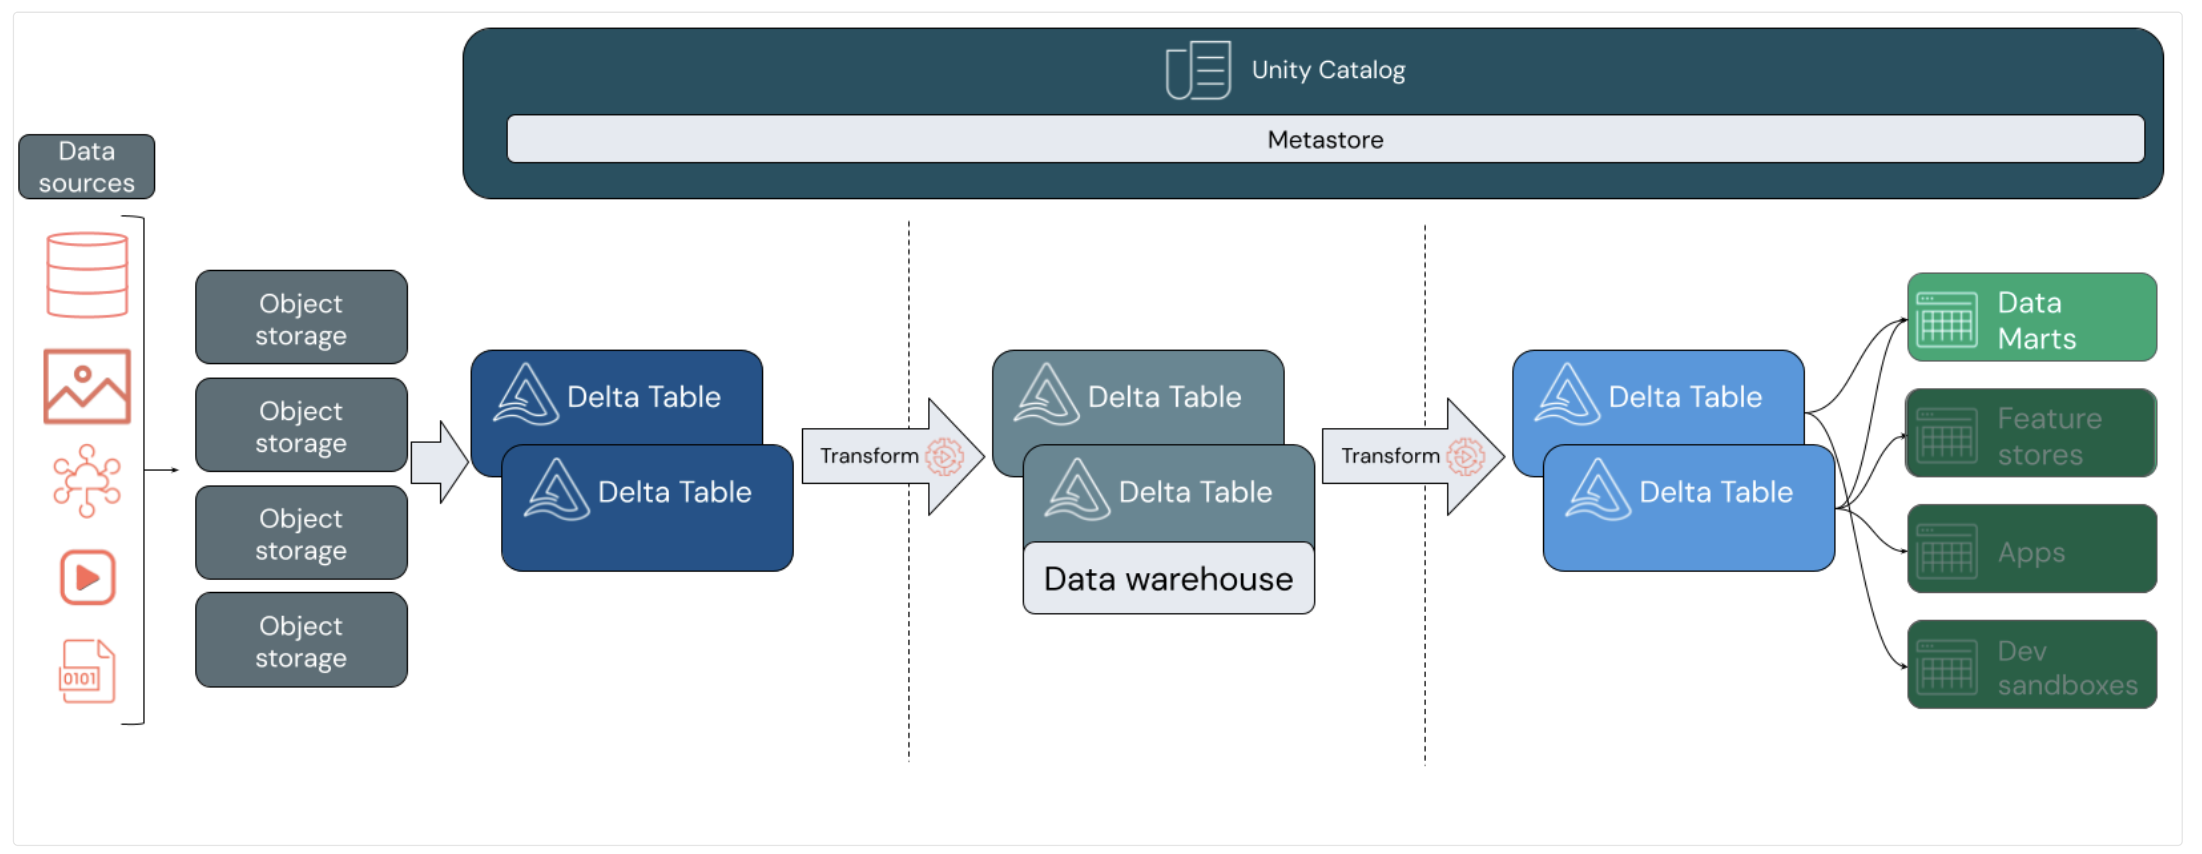 Unity Catalog
Metastore
Data
sources
0101
Object
storage
Object
storage
Object
storage
Object
storage
Delta Table
Delta Table
Transform
Delta Table
Delta Table
Data warehouse
Transform
Delta Table
Delta Table
Data
Marts
Feature
stores
Apps
Dev
sandboxes